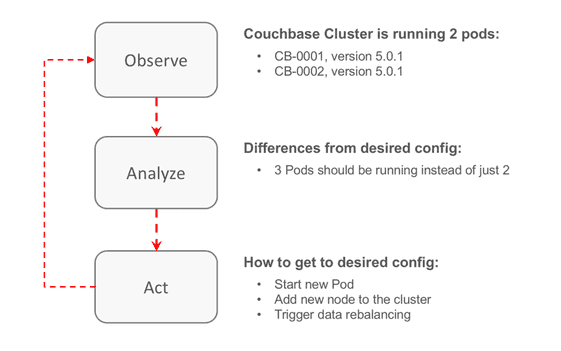 Observe
Couchbase Cluster is running 2 pods:
• CB-0001, version 5.0.1
• CB-0002, version 5.0.1
Analyze
Differences from desired config:
• 3 Pods should be running instead of just 2
Act
How to get to desired config:
• Start new Pod
• Add new node to the cluster
• Trigger data rebalancing